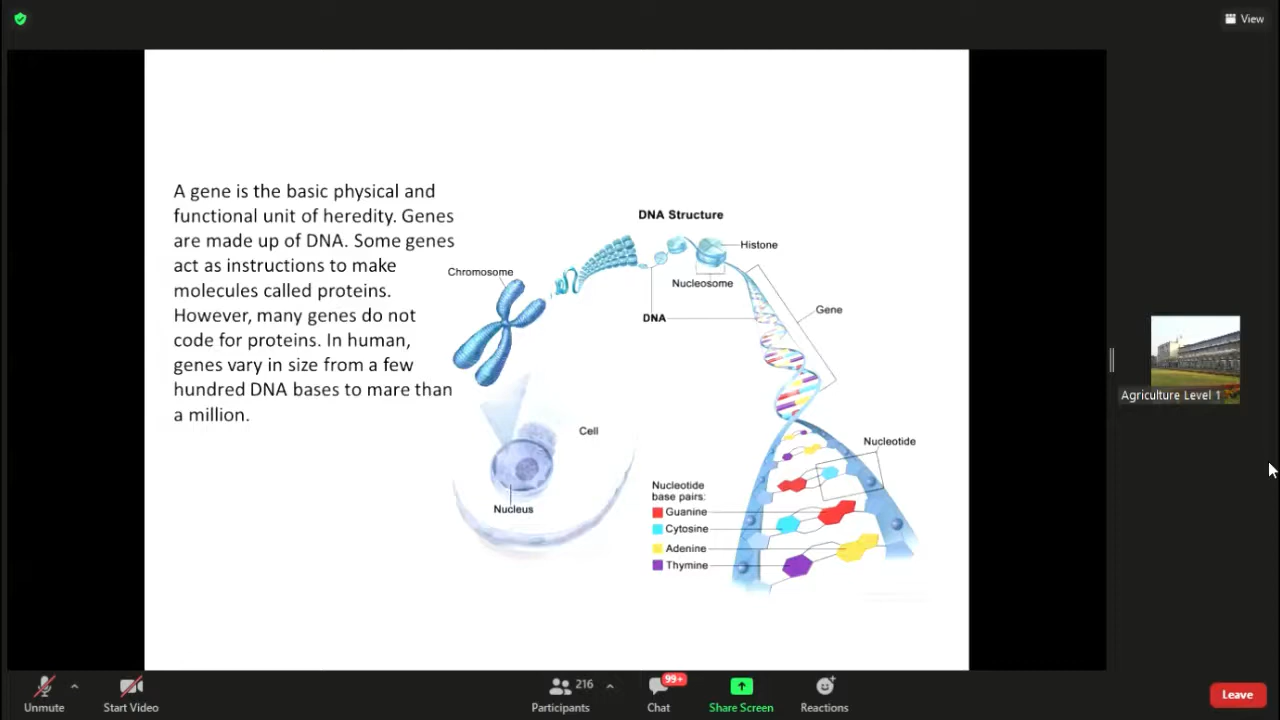 View
A gene is the basic physical and
functional unit of heredity. Genes
are made up of DNA. Some genes
act as instructions to make
molecules called proteins.
However, many genes do not
code for proteins. In human,
genes vary in size from a few
hundred DNA bases to mare than
a million.
DNA Structure
Histone
Chromosome
Nucleosome
Gene
DNA
Cell
Nucleotide
Nucleus
Nucleotide
base pairs:
Guanine
Cytosine
Adenine
Thymine
Agriculture Level 1
Unmute
Start Video
216
Participants
99+
Chat
Share Screen
Reactions
Leave